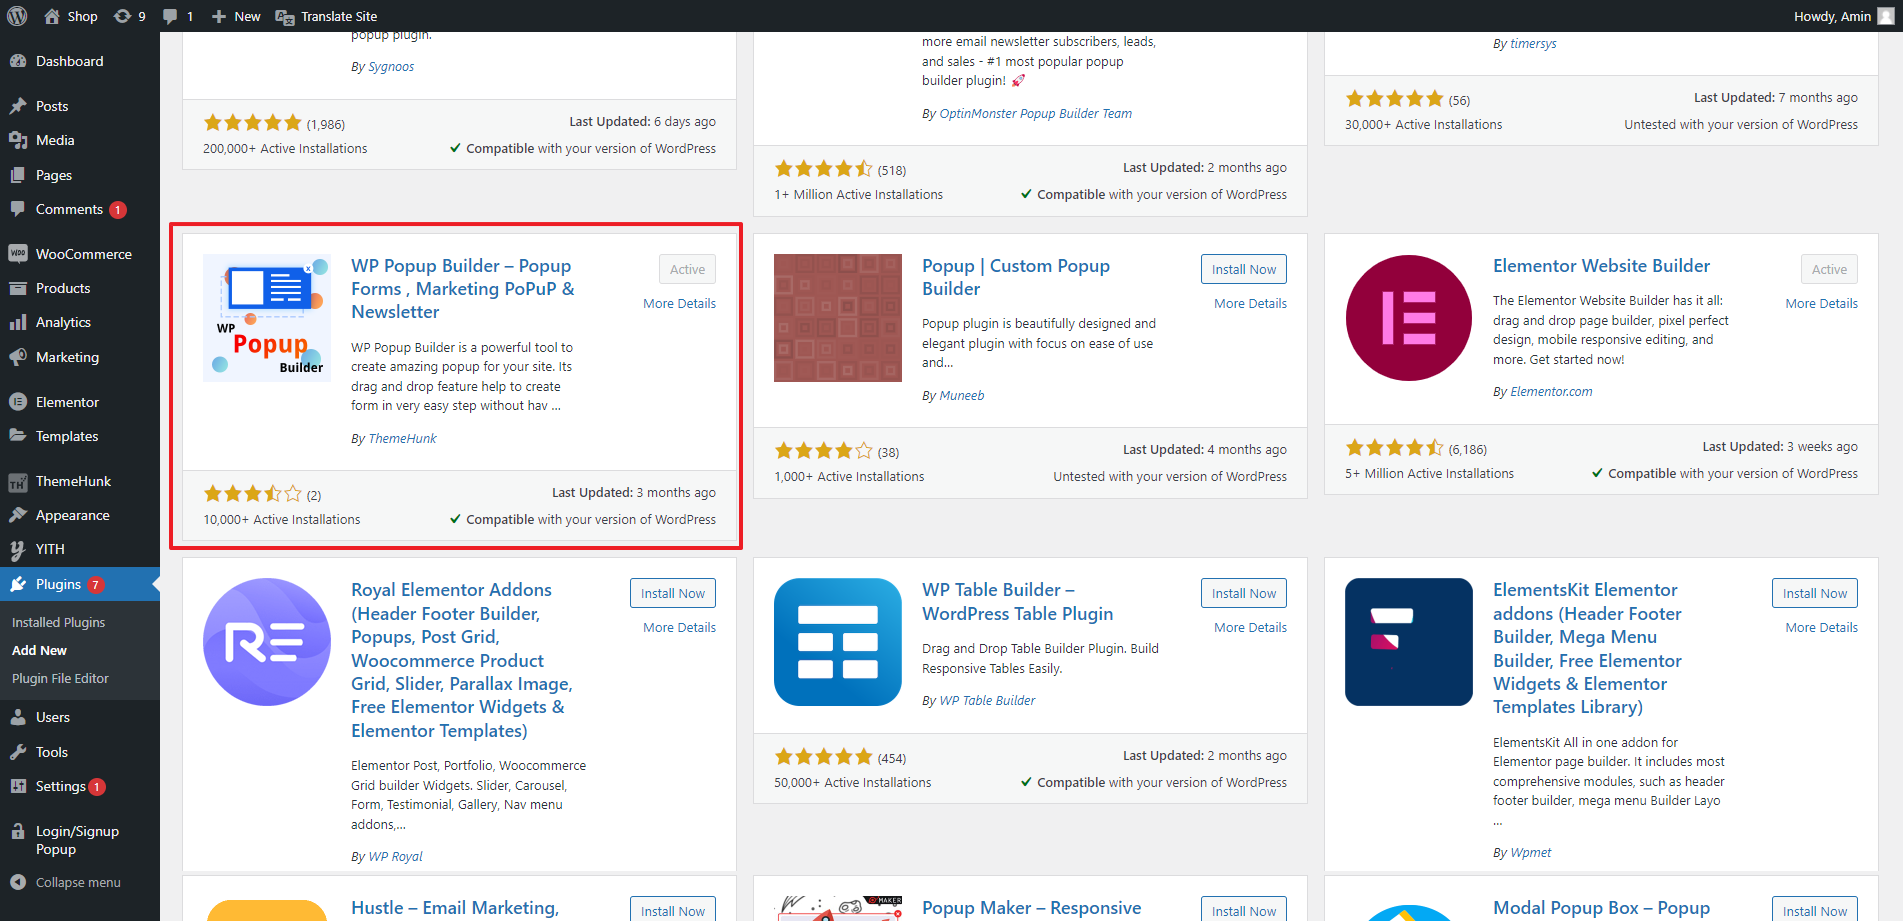 Shop
9
1
New
Translate Site
Howdy, Amin
Dashboard
Posts
Media
Pages
Comments 1
WooCommerce
Products
Analytics
Marketing
Elementor
Templates
ThemeHunk
Appearance
YITH
Plugins 7
Installed Plugins
Add New
Plugin File Editor
Users
Tools
Settings 1
Login/Signup
Popup
Collapse menu
popup plugin.
By Sygnoos
(1,986)
200,000+ Active Installations
Last Updated: 6 days ago
Compatible with your version of WordPress
more email newsletter subscribers, leads,
and sales - #1 most popular popup
builder plugin! 🚀
By OptinMonster Popup Builder Team
(518)
1+ Million Active Installations
Last Updated: 2 months ago
Compatible with your version of WordPress
By timersys
(56)
30,000+ Active Installations
Last Updated: 7 months ago
Untested with your version of WordPress
WP
Popup
Builder
WP Popup Builder – Popup
Forms , Marketing PoPuP &
Newsletter
Active
More Details
WP Popup Builder is a powerful tool to
create amazing popup for your site. Its
drag and drop feature help to create
form in very easy step without hav ...
By ThemeHunk
(2)
10,000+ Active Installations
Last Updated: 3 months ago
Compatible with your version of WordPress
Popup | Custom Popup
Builder
Install Now
More Details
Popup plugin is beautifully designed and
elegant plugin with focus on ease of use
and...
By Muneeb
(38)
1,000+ Active Installations
Last Updated: 4 months ago
Untested with your version of WordPress
Elementor Website Builder
Active
More Details
The Elementor Website Builder has it all:
drag and drop page builder, pixel perfect
design, mobile responsive editing, and
more. Get started now!
By Elementor.com
(6,186)
5+ Million Active Installations
Last Updated: 3 weeks ago
Compatible with your version of WordPress
Royal Elementor Addons
(Header Footer Builder,
Popups, Post Grid,
Woocommerce Product
Grid, Slider, Parallax Image,
Free Elementor Widgets &
Elementor Templates)
Install Now
More Details
Elementor Post, Portfolio, Woocommerce
Grid builder Widgets. Slider, Carousel,
Form, Testimonial, Gallery, Nav menu
addons,...
By WP Royal
WP Table Builder –
WordPress Table Plugin
Install Now
More Details
Drag and Drop Table Builder Plugin. Build
Responsive Tables Easily.
By WP Table Builder
(454)
50,000+ Active Installations
Last Updated: 2 months ago
Compatible with your version of WordPress
ElementsKit Elementor
addons (Header Footer
Builder, Mega Menu
Builder, Free Elementor
Widgets & Elementor
Templates Library)
Install Now
More Details
ElementsKit All in one addon for
Elementor page builder. It includes most
comprehensive modules, such as header
footer builder, mega menu Builder Layo
...
By Wpmet
Hustle – Email Marketing,
Install Now
MAKER
Popup Maker – Responsive
Install Now
Modal Popup Box – Popup
Install Now